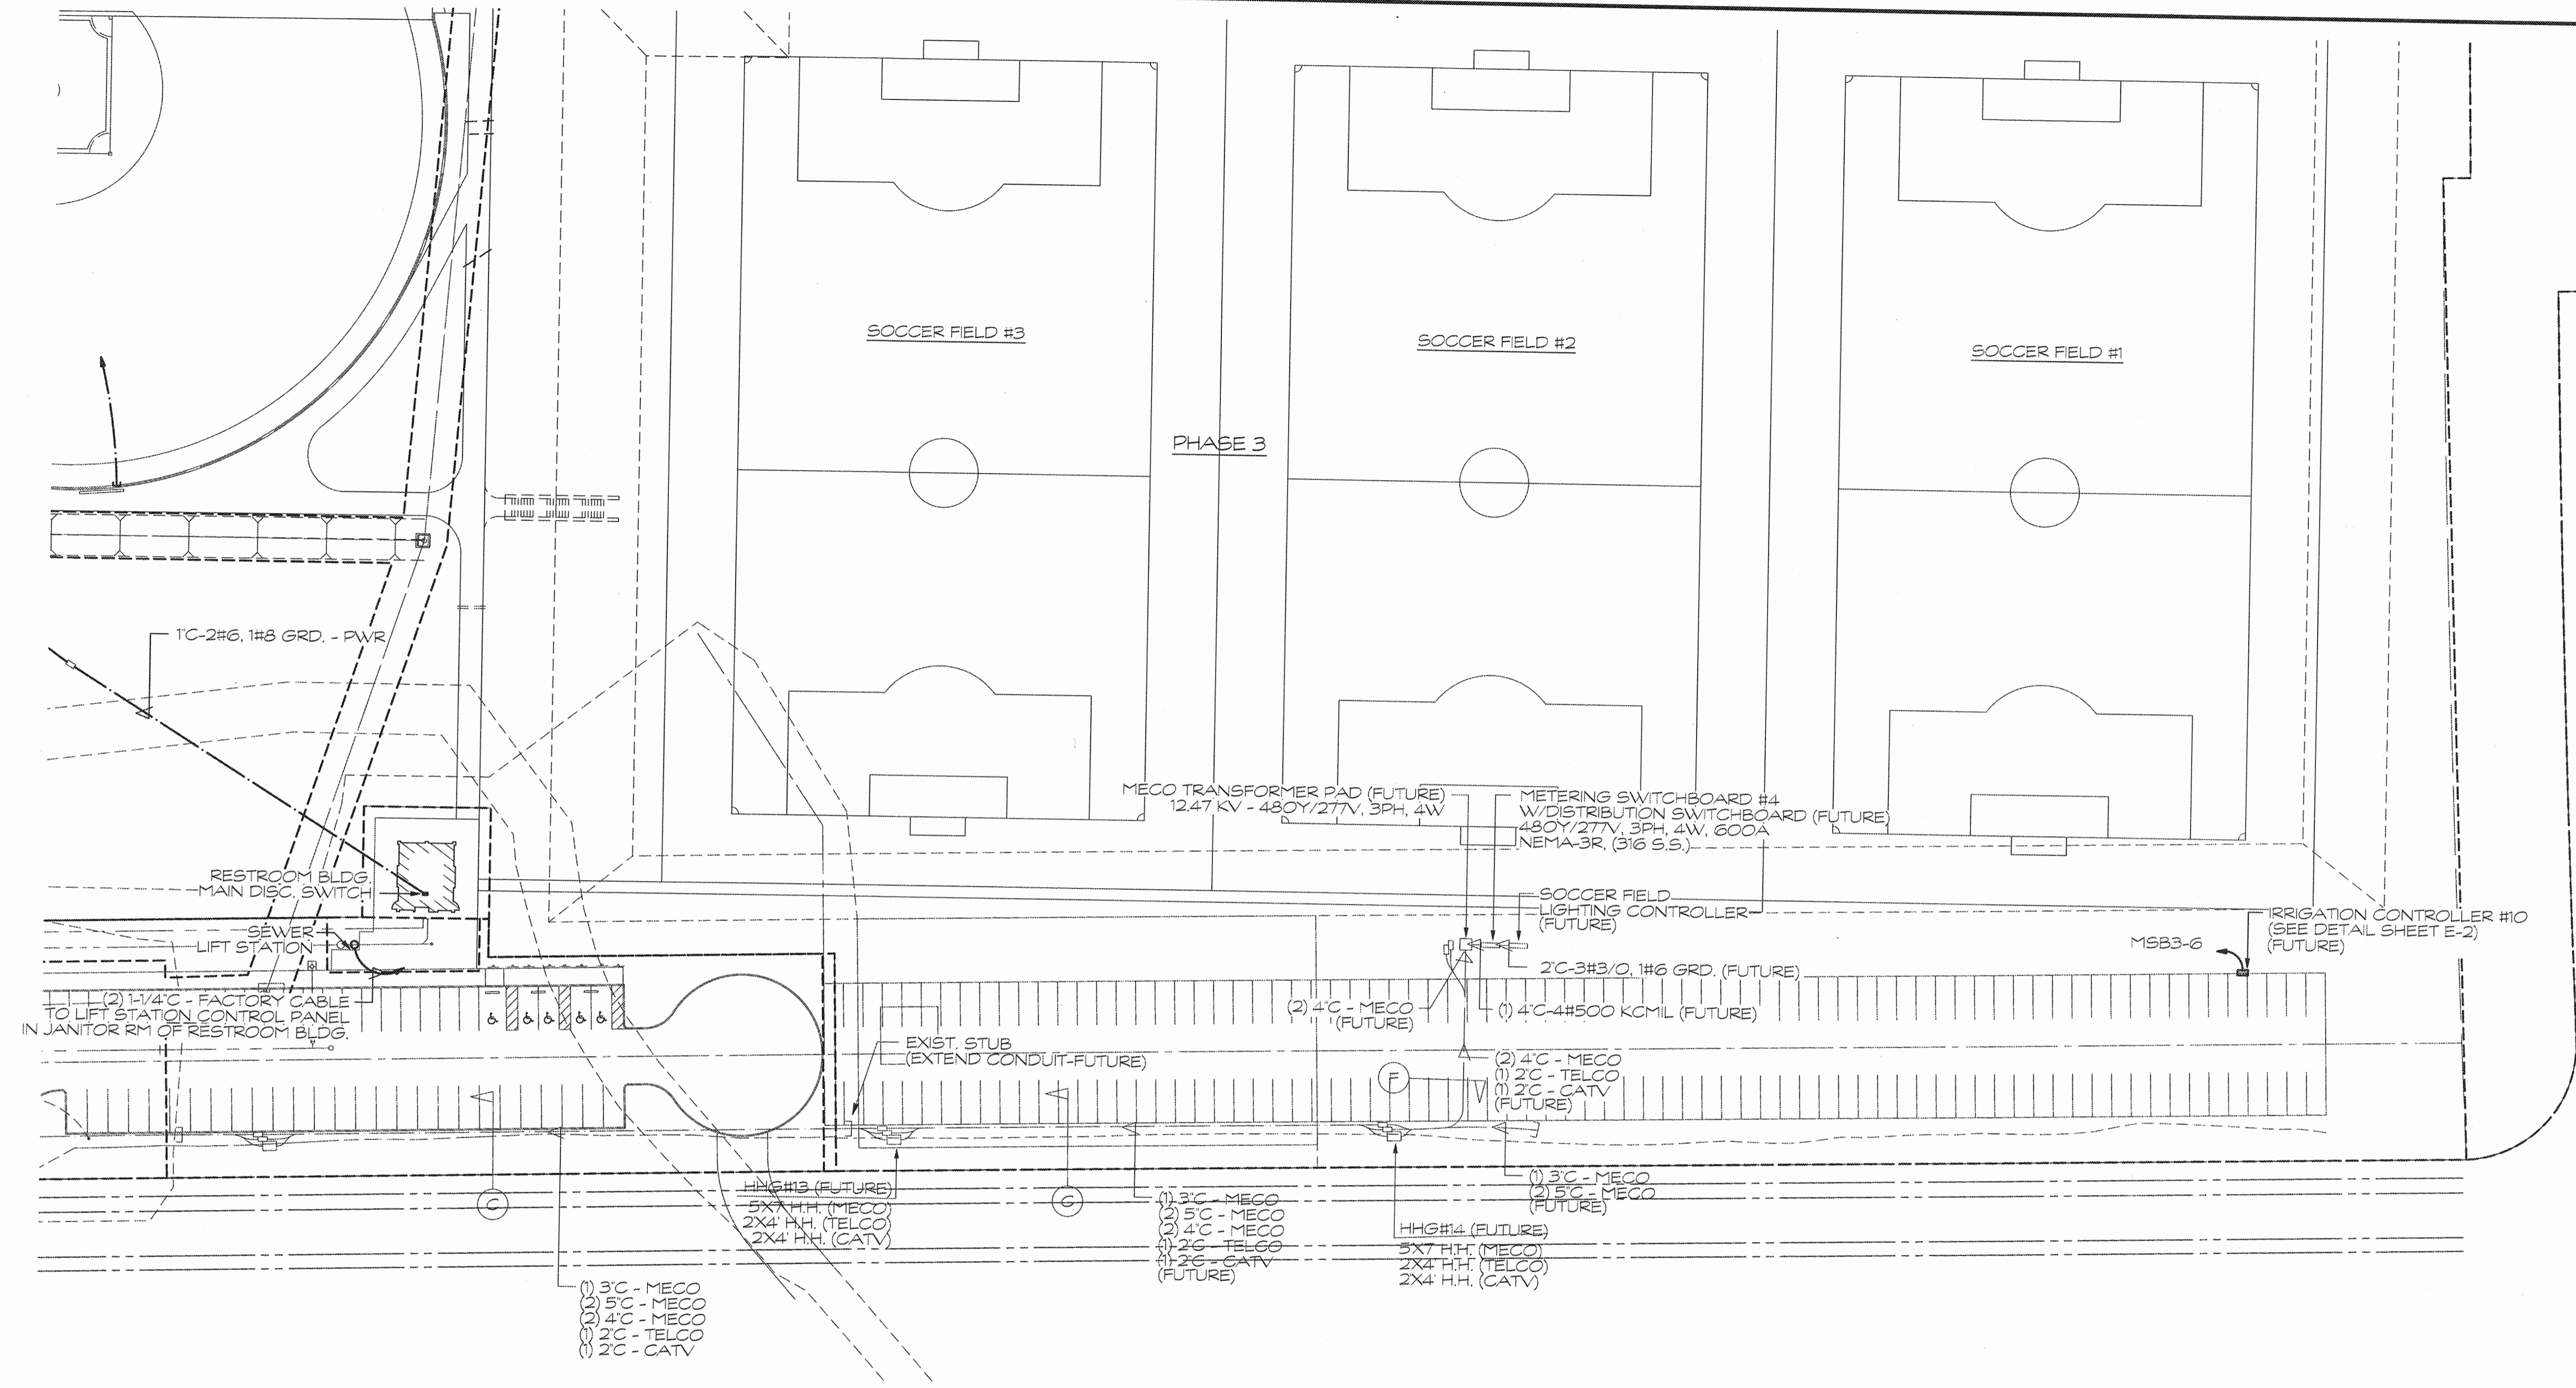 SOCCER FIELD #3
SOCCER FIELD #2
SOCCER FIELD #1
PHASE 3
1"C-2#6, 1#8 GRD. - PWR
MECO TRANSFORMER PAD (FUTURE)
12.47 KV - 480Y/277V, 3PH, 4W
METERING SWITCHBOARD #4
W/DISTRIBUTION SWITCHBOARD (FUTURE)
480Y/277V, 3PH, 4W, 600A
NEMA-3R, (316 S.S.)
RESTROOM BLDG.
MAIN DISC. SWITCH
SOCCER FIELD
LIGHTING CONTROLLER
(FUTURE)
IRRIGATION CONTROLLER #10
(SEE DETAIL SHEET E-2)
(FUTURE)
MSB3-6
SEWER
LIFT STATION
2"C-3#3/0, 1#6 GRD. (FUTURE)
(2) 1-1/4"C - FACTORY CABLE
TO LIFT STATION CONTROL PANEL
IN JANITOR RM OF RESTROOM BLDG.
(2) 4"C - MECO
(FUTURE)
(1) 4"C-4#500 KCMIL (FUTURE)
EXIST. STUB
(EXTEND CONDUIT-FUTURE)
(2) 4"C - MECO
(1) 2"C - TELCO
(1) 2"C - CATV
(FUTURE)
F
C
G
HHG#13 (FUTURE)
5X7' H.H. (MECO)
2'X4' H.H. (TELCO)
2'X4' H.H. (CATV)
(1) 3"C - MECO
(2) 5"C - MECO
(2) 4"C - MECO
(1) 2"C - TELCO
(1) 2"C - CATV
(FUTURE)
(1) 3"C - MECO
(2) 5"C - MECO
(FUTURE)
HHG#14 (FUTURE)
5X7 H.H. (MECO)
2X4' H.H. (TELCO)
2X4' H.H. (CATV)
(1) 3"C - MECO
(2) 5"C - MECO
(2) 4"C - MECO
(1) 2"C - TELCO
(1) 2"C - CATV